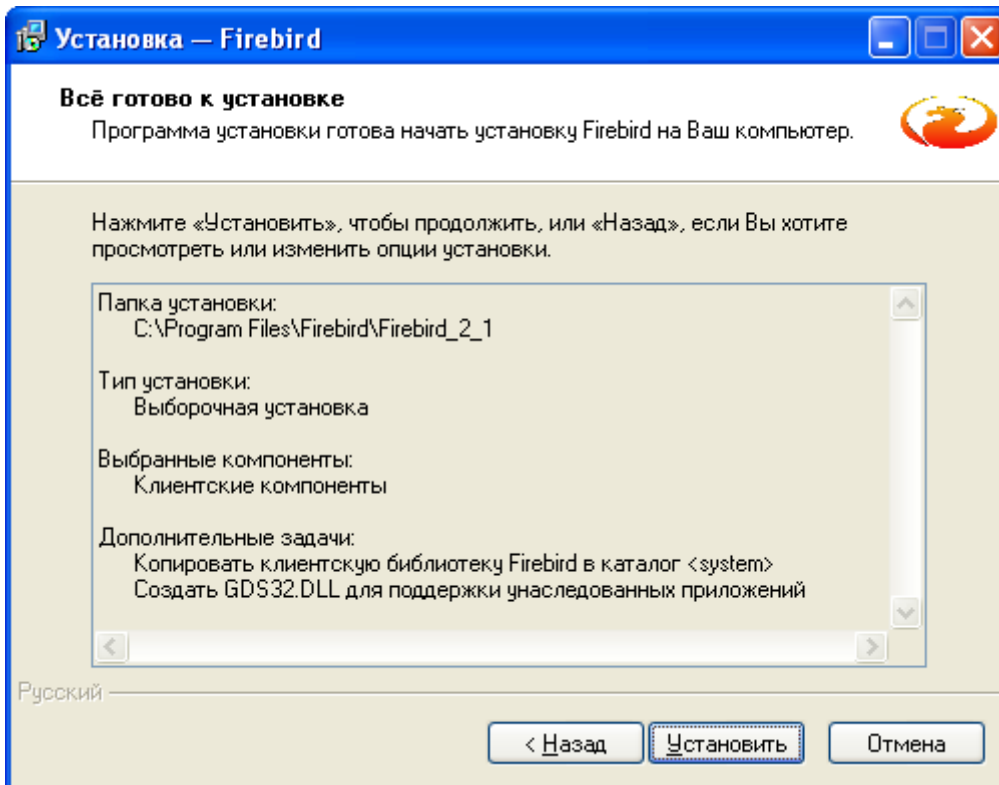 Установка — Firebird
Всё готово к установке
Программа установки готова начать установку Firebird на Ваш компьютер.
Нажмите «Установить», чтобы продолжить, или «Назад», если Вы хотите
просмотреть или изменить опции установки.
Папка установки:
C:\Program Files\Firebird\Firebird_2_1
Тип установки:
Выборочная установка
Выбранные компоненты:
Клиентские компоненты
Дополнительные задачи:
Копировать клиентскую библиотеку Firebird в каталог <system>
Создать GDS32.DLL для поддержки унаследованных приложений
Русский
< Назад
Установить
Отмена